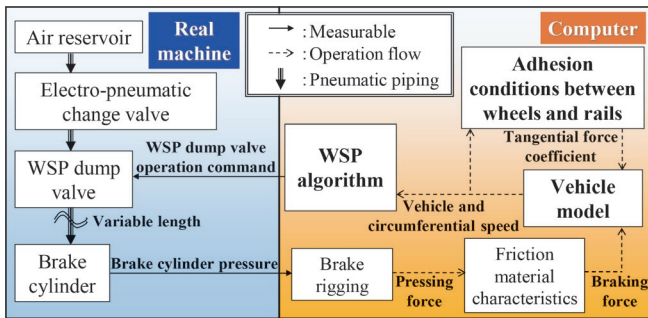 Real
machine
Computer
: Measurable
: Operation flow
: Pneumatic piping
Air reservoir
Electro-pneumatic
change valve
WSP dump
valve
Variable length
Brake
cylinder
WSP dump valve
operation command
Brake cylinder pressure
WSP
algorithm
Adhesion
conditions between
wheels and rails
Tangential force
coefficient
Vehicle
model
Vehicle and
circumferential speed
Brake
rigging
Pressing
force
Friction
material
characteristics
Braking
force